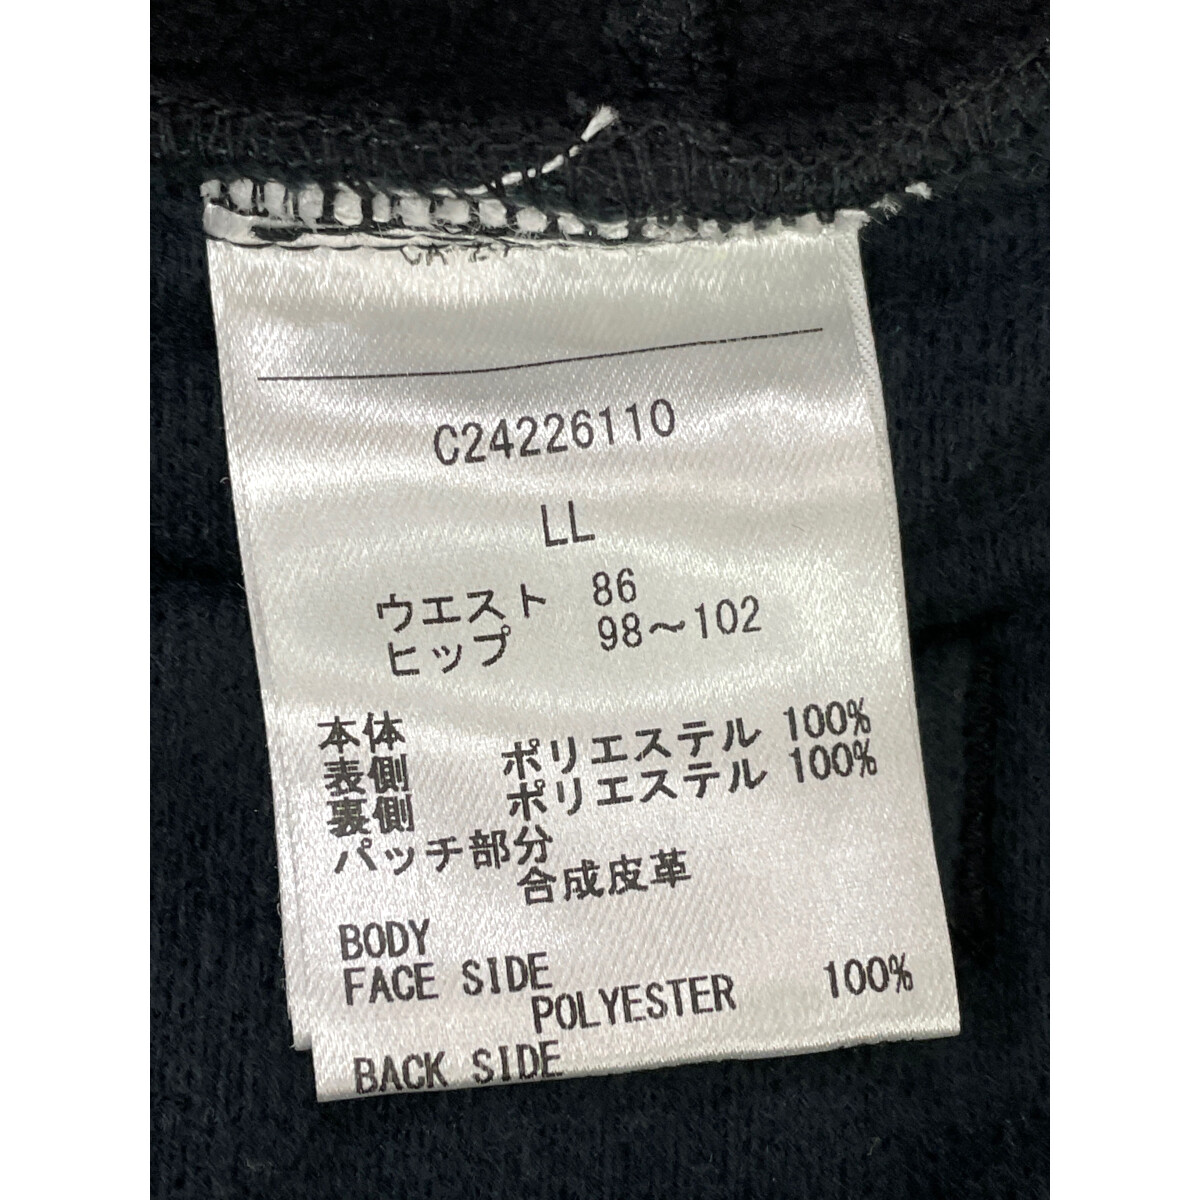 C24226110
LL
ウエスト 86
ヒップ 98～102
本体
表側 ポリエステル 100%
裏側 ポリエステル 100%
パッチ部分
合成皮革
BODY
FACE SIDE
POLYESTER 100%
BACK SIDE